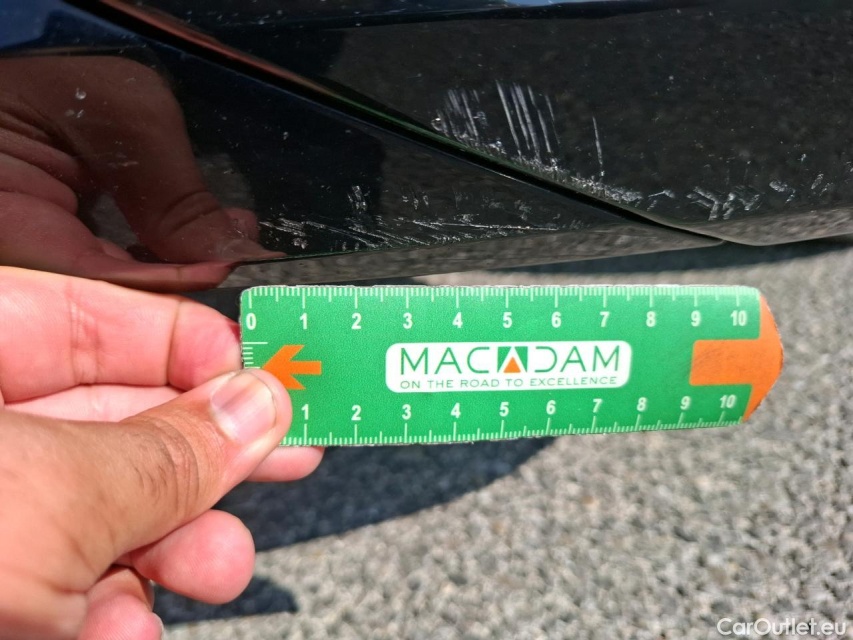 0 1 2 3 4 5 6 7 8 9 10
MACADAM
ON THE ROAD TO EXCELLENCE
1 2 3 4 5 6 7 8 9 10
CarOutlet.eu